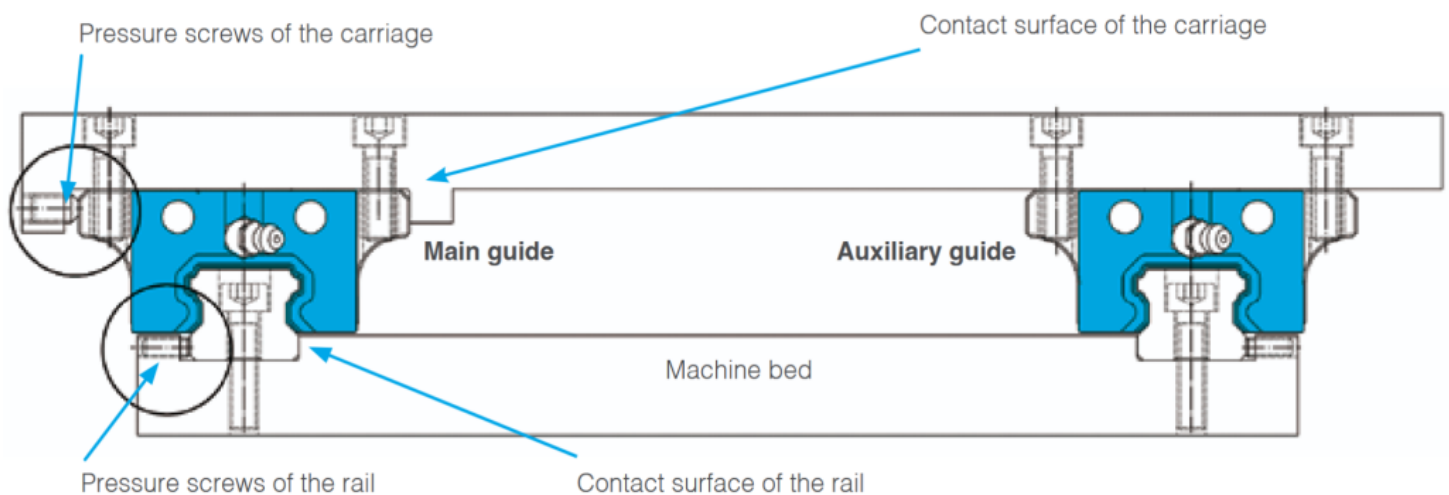 Contact surface of the carriage
Pressure screws of the carriage
Main guide
Auxiliary guide
Machine bed
Pressure screws of the rail
Contact surface of the rail